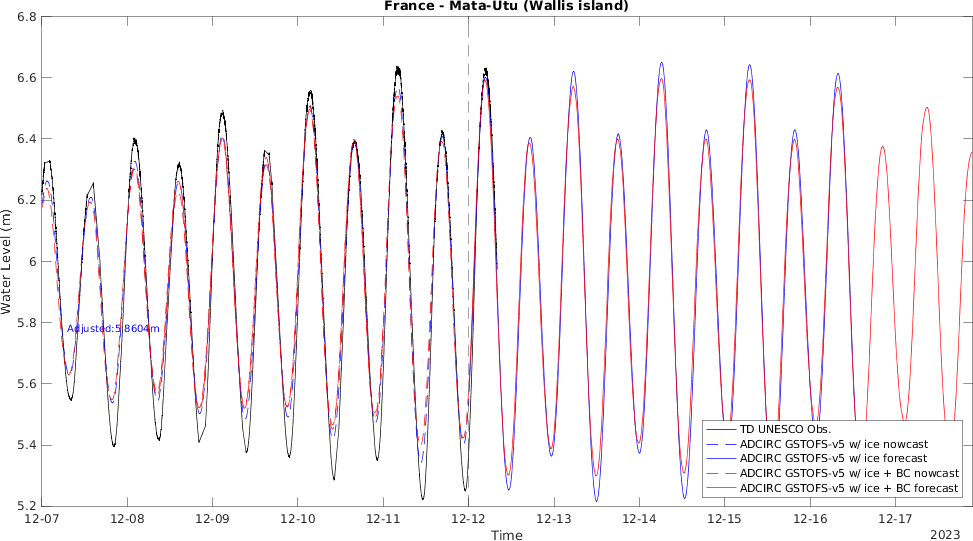 France - Mata-Utu (Wallis island)
6.8
6.6
6.4
6.2
6
5.8
5.6
5.4
5.2
Water Level (m)
Adjusted:5.8604m
TD UNESCO Obs.
ADCIRC GSTOFS-v5 w/ ice nowcast
ADCIRC GSTOFS-v5 w/ ice forecast
ADCIRC GSTOFS-v5 w/ ice + BC nowcast
ADCIRC GSTOFS-v5 w/ ice + BC forecast
12-07 12-08 12-09 12-10 12-11 12-12 12-13 12-14 12-15 12-16 12-17
Time
2023